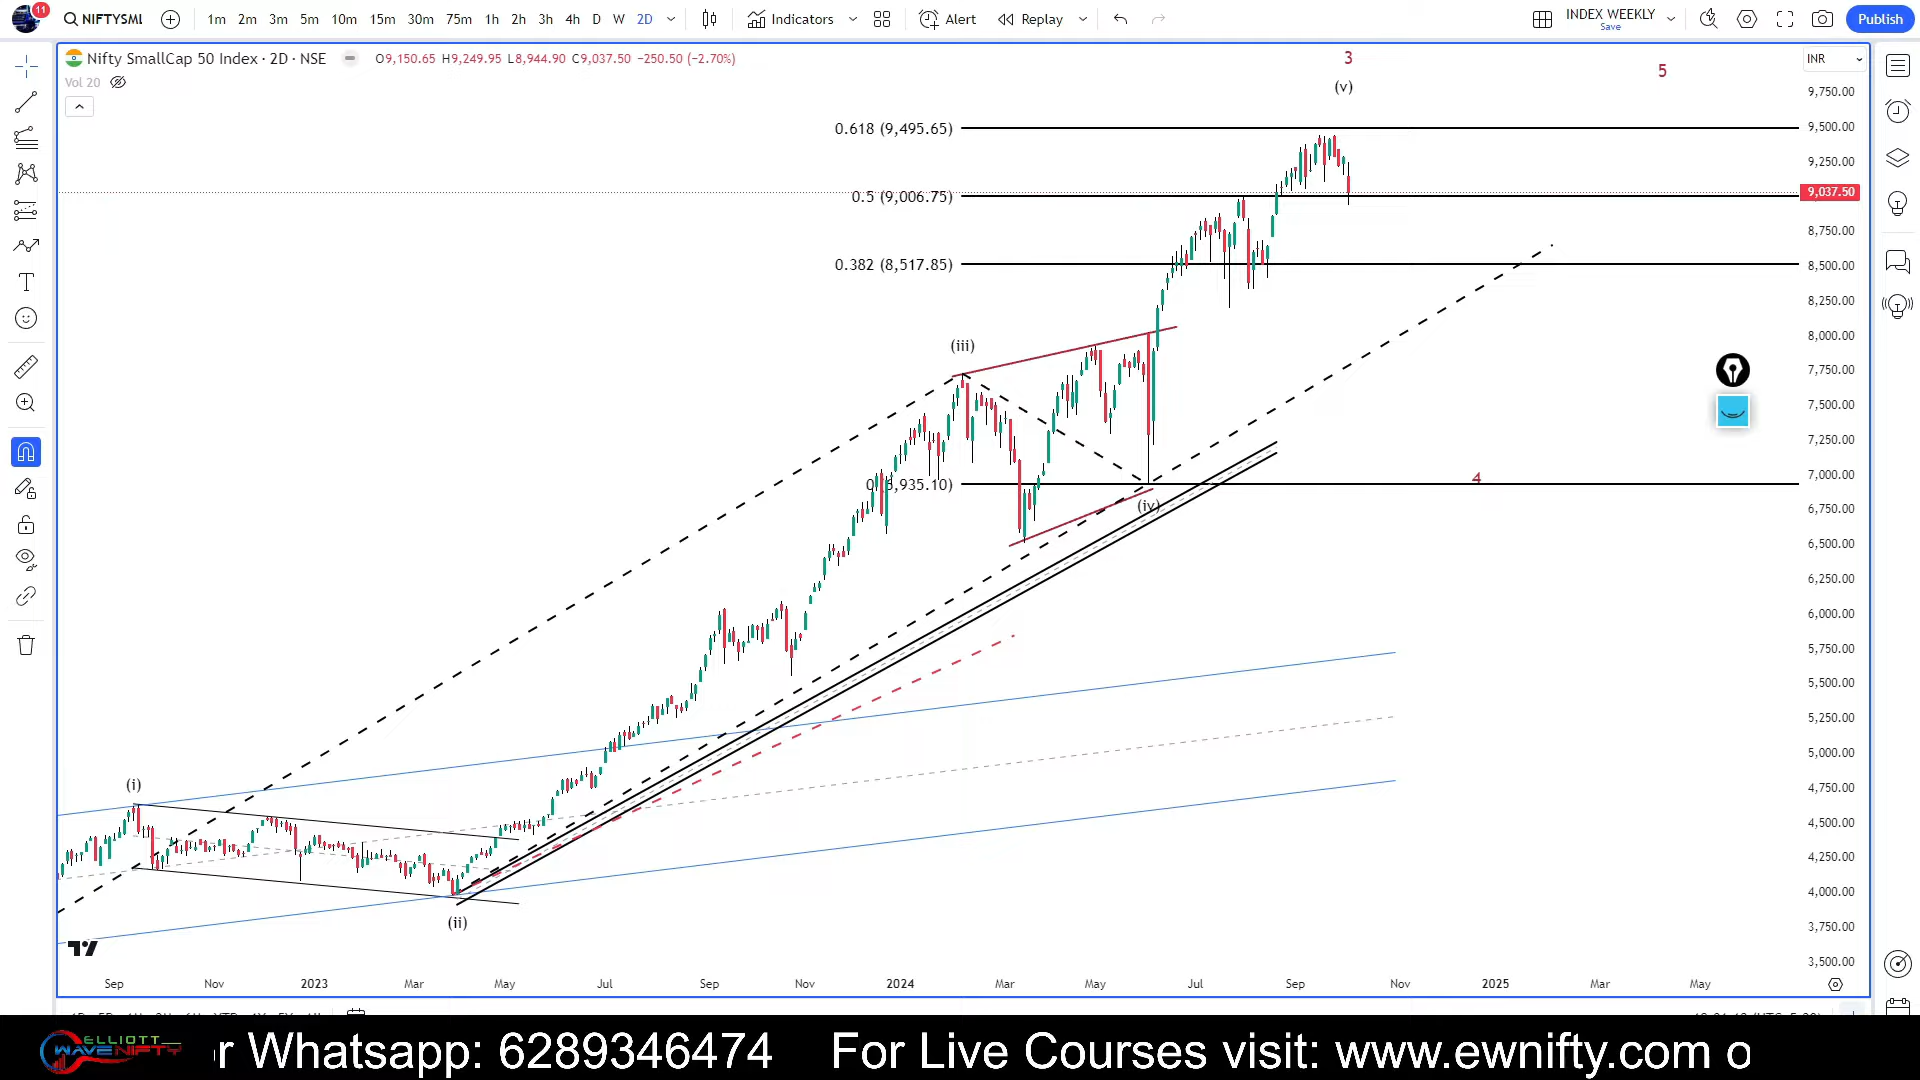 11
NIFTYSML 1m 2m 3m 5m 10m 15m 30m 75m 1h 2h 3h 4h D W 2D Indicators Alert Replay INDEX WEEKLY Save Publish
Nifty SmallCap 50 Index · 2D · NSE O9,150.65 H9,249.95 L8,944.90 C9,037.50 −250.50 (−2.70%)
INR
Vol 20
3
5
(v)
9,750.00
0.618 (9,495.65)
9,500.00
9,250.00
0.5 (9,006.75)
9,037.50
8,750.00
0.382 (8,517.85)
8,500.00
8,250.00
8,000.00
(iii)
7,750.00
7,500.00
7,250.00
7,000.00
4
(iv)
6,750.00
6,500.00
6,250.00
6,000.00
5,750.00
5,500.00
5,250.00
5,000.00
(i)
4,750.00
4,500.00
4,250.00
4,000.00
(ii)
3,750.00
3,500.00
Sep Nov 2023 Mar May Jul Sep Nov 2024 Mar May Jul Sep Nov 2025 Mar May
ELLIOTT
WAVENIFTY
r Whatsapp: 6289346474 For Live Courses visit: www.ewnifty.com o